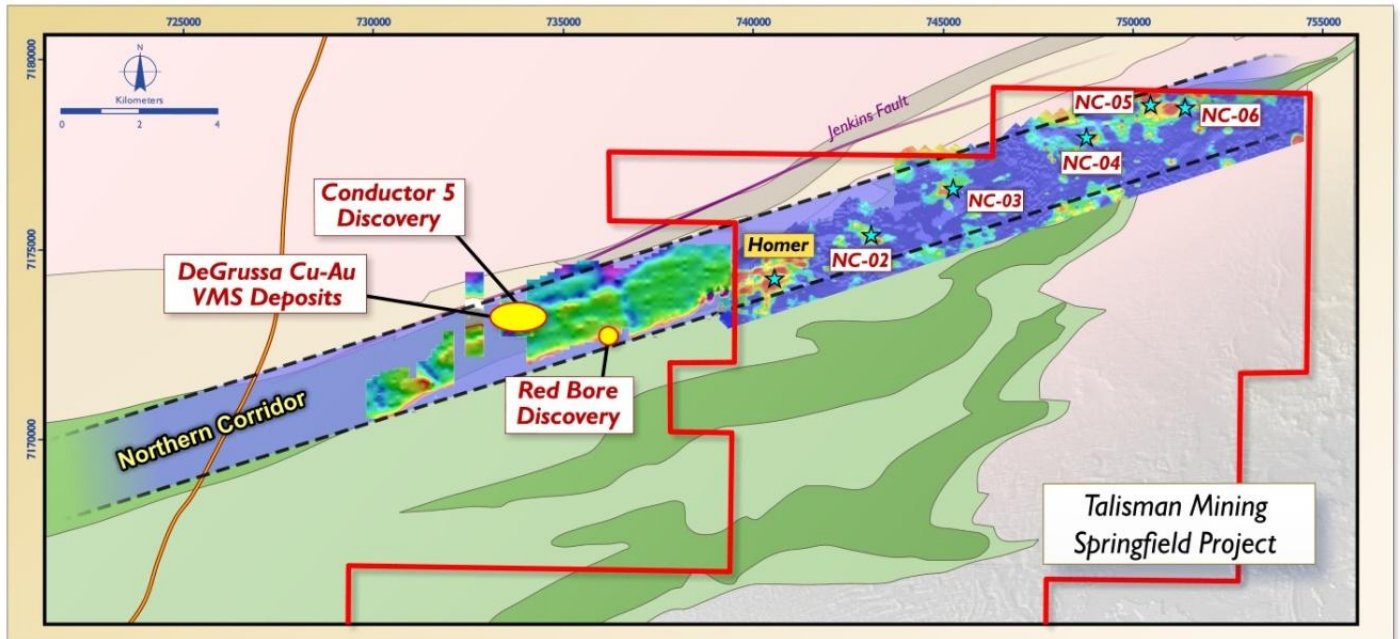 725000
730000
735000
740000
745000
750000
755000
7180000
7175000
7170000
N
Kilometers
0 2 4
Jenkins Fault
NC-05
NC-06
NC-04
NC-03
NC-02
Homer
Conductor 5
Discovery
DeGrussa Cu-Au
VMS Deposits
Red Bore
Discovery
Northern Corridor
Talisman Mining
Springfield Project